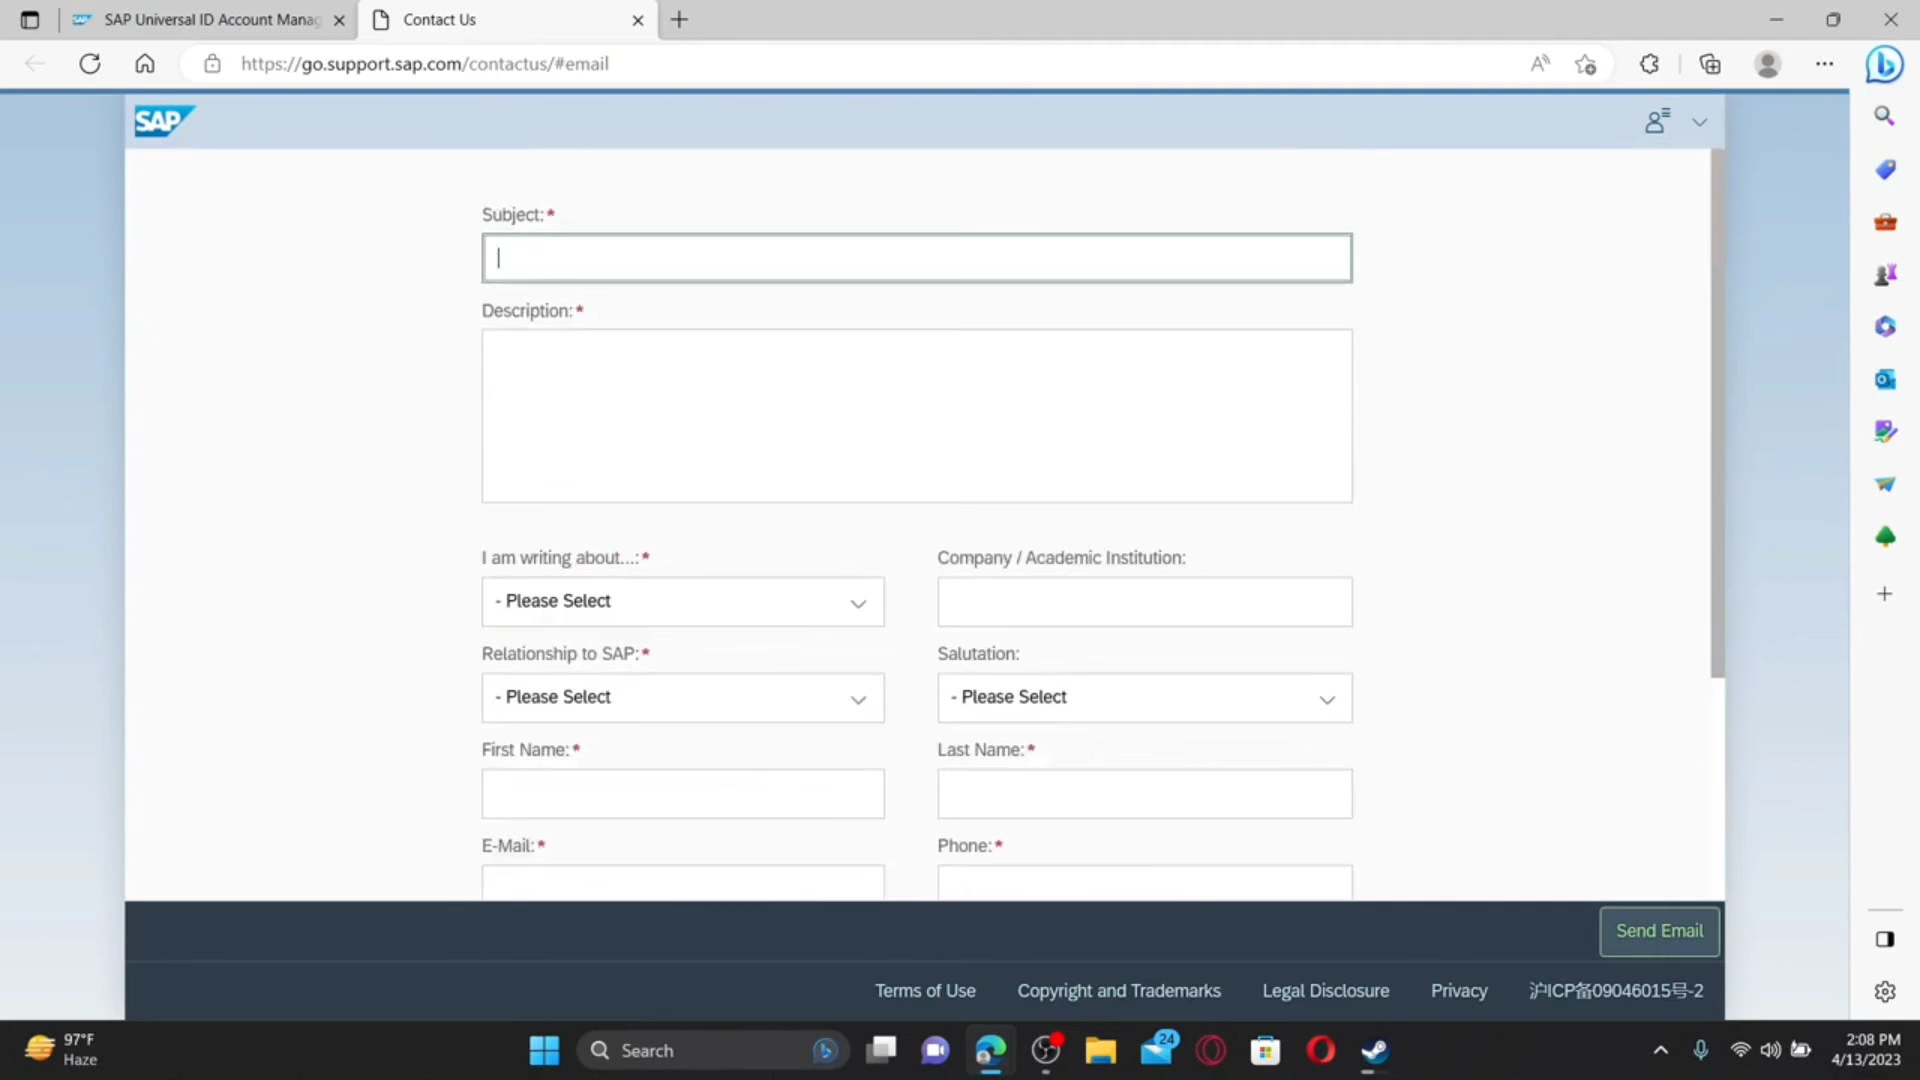 SAP Universal ID Account Manag
Contact Us
https://go.support.sap.com/contactus/#email
SAP
Subject:*
Description:*
I am writing about...:*
Company / Academic Institution:
- Please Select
Relationship to SAP:*
Salutation:
- Please Select
- Please Select
First Name:*
Last Name:*
E-Mail:*
Phone:*
Send Email
Terms of Use
Copyright and Trademarks
Legal Disclosure
Privacy
沪ICP备09046015号-2
97°F
Haze
Search
24
2:08 PM
4/13/2023